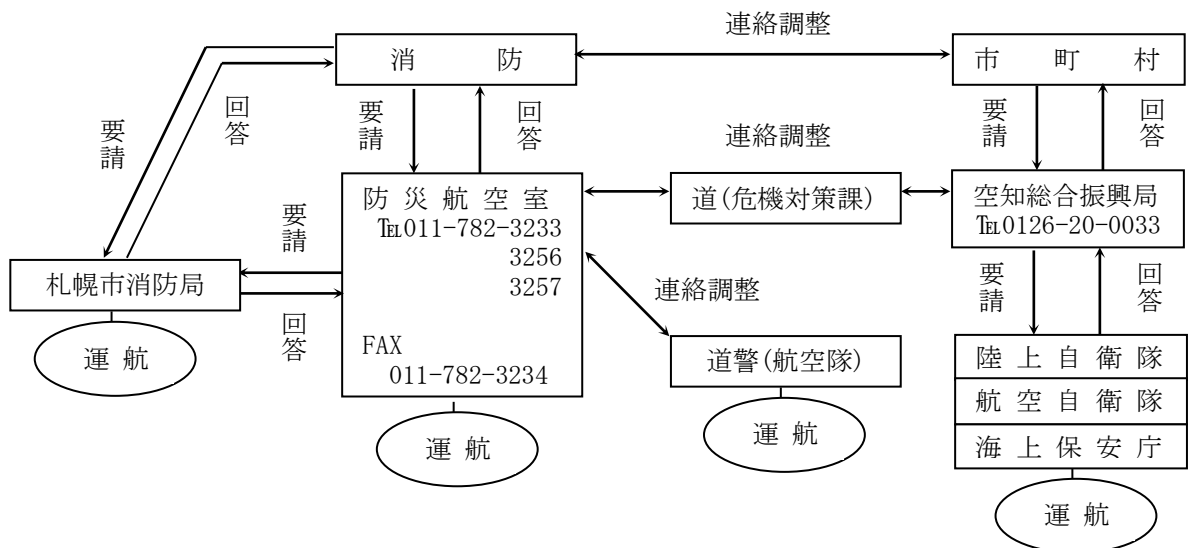 連絡調整
消 防
市 町 村
要請
回答
要請
回答
連絡調整
要請
回答
防 災 航 空 室
℡011-782-3233
3256
3257
FAX
011-782-3234
道(危機対策課)
空知総合振興局
℡0126-20-0033
要請
札幌市消防局
回答
運 航
連絡調整
要請
回答
道警(航空隊)
陸 上 自 衛 隊
航 空 自 衛 隊
海 上 保 安 庁
運 航
運 航
運 航